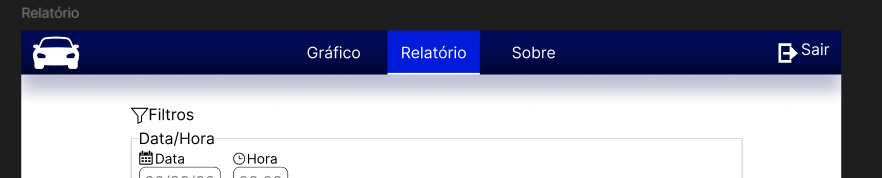 Relatório
Gráfico Relatório Sobre Sair
Filtros
Data/Hora
Data Hora